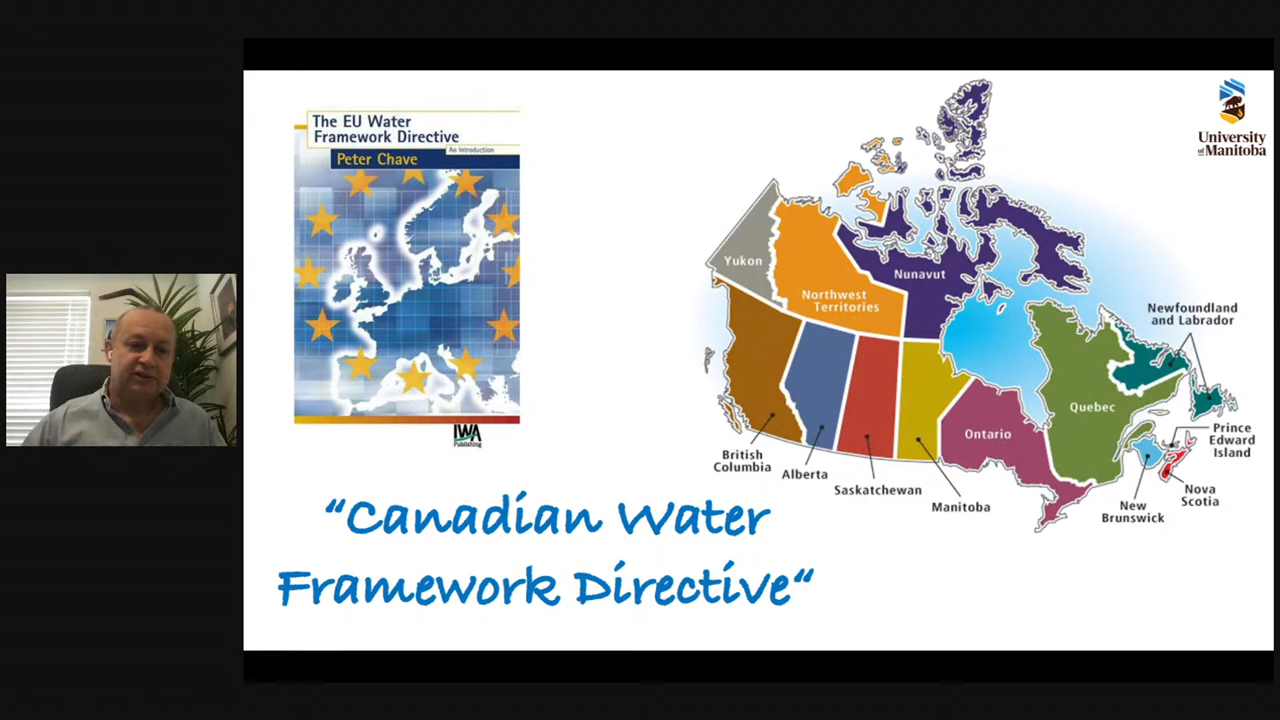 The EU Water
Framework Directive
An Introduction
Peter Chave
IWA
Publishing
University
of Manitoba
Yukon
Northwest
Territories
Nunavut
Newfoundland
and Labrador
Quebec
Ontario
Prince
Edward
Island
British
Columbia
Alberta
Saskatchewan
Manitoba
New
Brunswick
Nova
Scotia
“Canadian Water
Framework Directive“